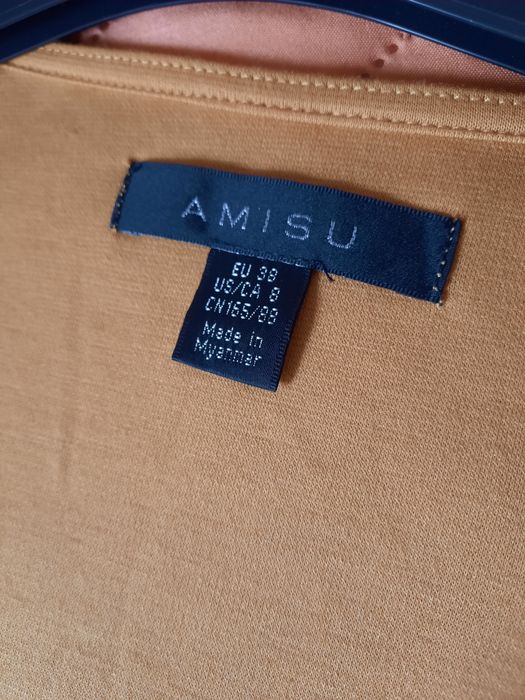 AMISU
EU 38
US/CA 8
CN165/88
Made in
Myanmar